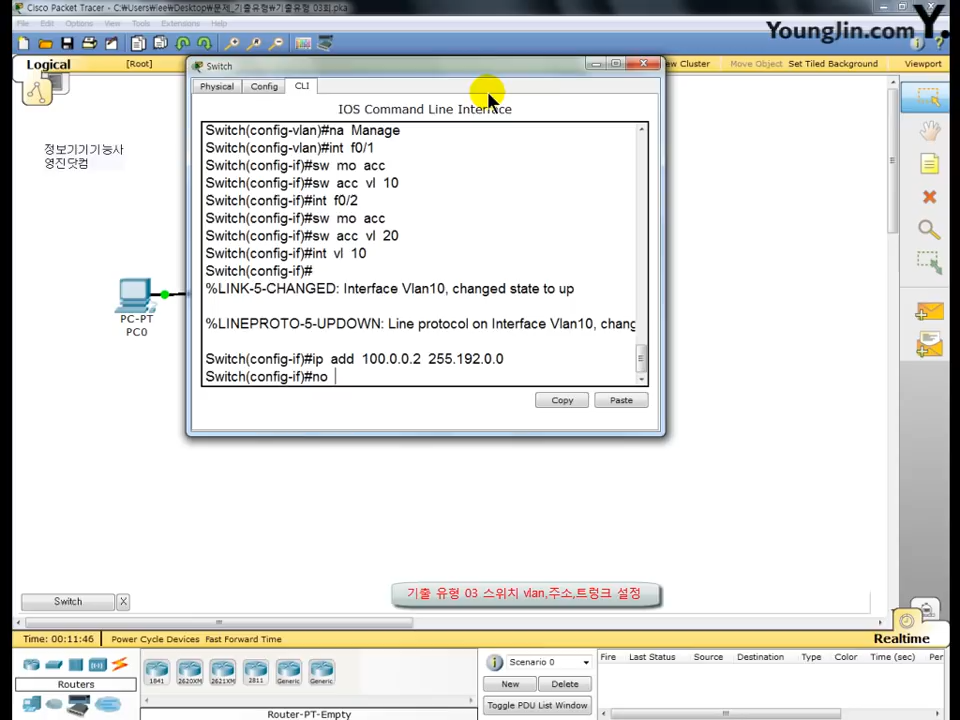 Cisco Packet Tracer - C:\Users\lee\Desktop\문제_기출유형\기출유형 03회.pka
File Edit Options View Tools Extensions Help
YoungJin.com Y.
Logical [Root] New Cluster Move Object Set Tiled Background Viewport
Switch
Physical Config CLI
IOS Command Line Interface
Switch(config-vlan)#na Manage
Switch(config-vlan)#int f0/1
Switch(config-if)#sw mo acc
Switch(config-if)#sw acc vl 10
Switch(config-if)#int f0/2
Switch(config-if)#sw mo acc
Switch(config-if)#sw acc vl 20
Switch(config-if)#int vl 10
Switch(config-if)#
%LINK-5-CHANGED: Interface Vlan10, changed state to up
%LINEPROTO-5-UPDOWN: Line protocol on Interface Vlan10, chang
Switch(config-if)#ip add 100.0.0.2 255.192.0.0
Switch(config-if)#no
Copy Paste
정보기기기능사
영진닷컴
PC-PT
PC0
기출 유형 03 스위치 vlan,주소,트렁크 설정
Switch X
Time: 00:11:46 Power Cycle Devices Fast Forward Time Realtime
Routers
1841 2620XM 2621XM 2811 Generic Generic
Router-PT-Empty
Scenario 0
New Delete
Toggle PDU List Window
Fire Last Status Source Destination Type Color Time (sec) Per